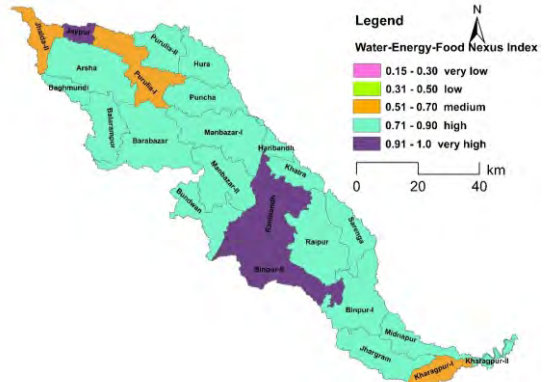 Legend
N
Water-Energy-Food Nexus Index
0.15 - 0.30 very low
0.31 - 0.50 low
0.51 - 0.70 medium
0.71 - 0.90 high
0.91 - 1.0 very high
km
0 20 40
Jhalda-II
Jaypur
Purulia-II
Hura
Arsha
Purulia-I
Baghmundi
Puncha
Balarampur
Manbazar-I
Barabazar
Haribandh
Khatra
Manbazar-II
Bundwan
Ranibandh
Sarenga
Raipur
Binpur-II
Binpur-I
Midnapur
Jhargram
Kharagpur-I
Kharagpur-II